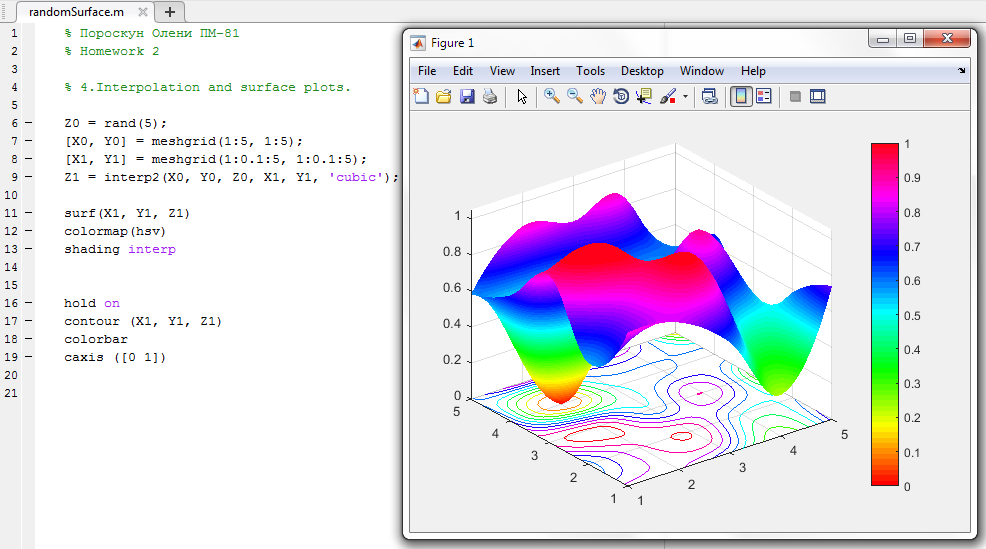 randomSurface.m
1 % Пороскун Олени ПМ-81
2 % Homework 2
3
4 % 4.Interpolation and surface plots.
5
6 Z0 = rand(5);
7 [X0, Y0] = meshgrid(1:5, 1:5);
8 [X1, Y1] = meshgrid(1:0.1:5, 1:0.1:5);
9 Z1 = interp2(X0, Y0, Z0, X1, Y1, 'cubic');
10
11 surf(X1, Y1, Z1)
12 colormap(hsv)
13 shading interp
14
15
16 hold on
17 contour (X1, Y1, Z1)
18 colorbar
19 caxis ([0 1])
20
21
Figure 1
File Edit View Insert Tools Desktop Window Help
1
0.8
0.6
0.4
0.2
0
5
4
3
2
1
1
2
3
4
5
1
0.9
0.8
0.7
0.6
0.5
0.4
0.3
0.2
0.1
0